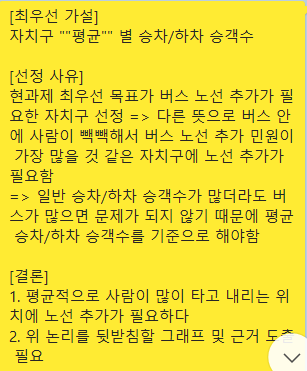 [최우선 가설]
자치구 ""평균"" 별 승차/하차 승객수
[선정 사유]
현과제 최우선 목표가 버스 노선 추가가 필
요한 자치구 선정 => 다른 뜻으로 버스 안
에 사람이 빽빽해서 버스 노선 추가 민원이
가장 많을 것 같은 자치구에 노선 추가가
필요함
=> 일반 승차/하차 승객수가 많더라도 버
스가 많으면 문제가 되지 않기 때문에 평균
승차/하차 승객수를 기준으로 해야함
[결론]
1. 평균적으로 사람이 많이 타고 내리는 위
치에 노선 추가가 필요하다
2. 위 논리를 뒷받침할 그래프 및 근거 도출
필요